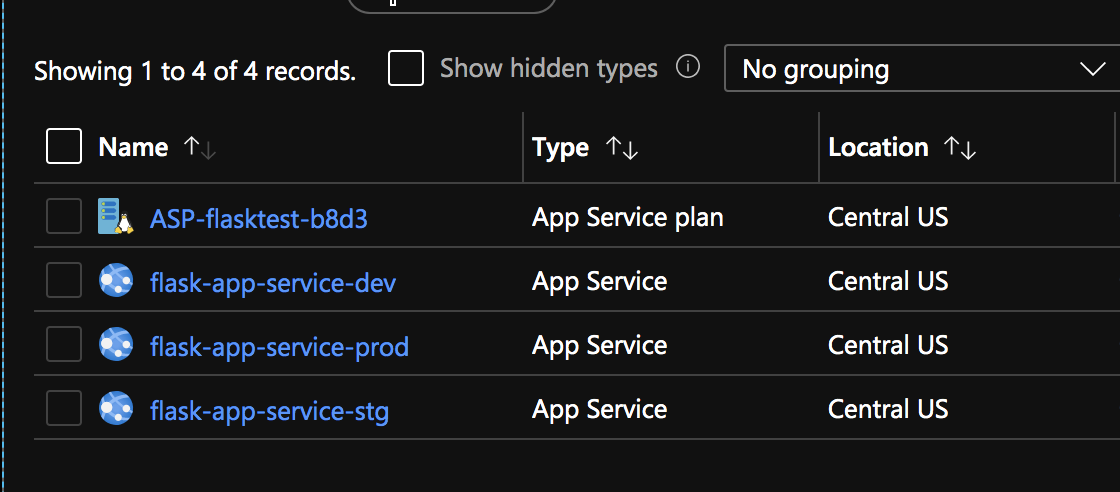 Showing 1 to 4 of 4 records. Show hidden types No grouping
Name Type Location
ASP-flasktest-b8d3 App Service plan Central US
flask-app-service-dev App Service Central US
flask-app-service-prod App Service Central US
flask-app-service-stg App Service Central US